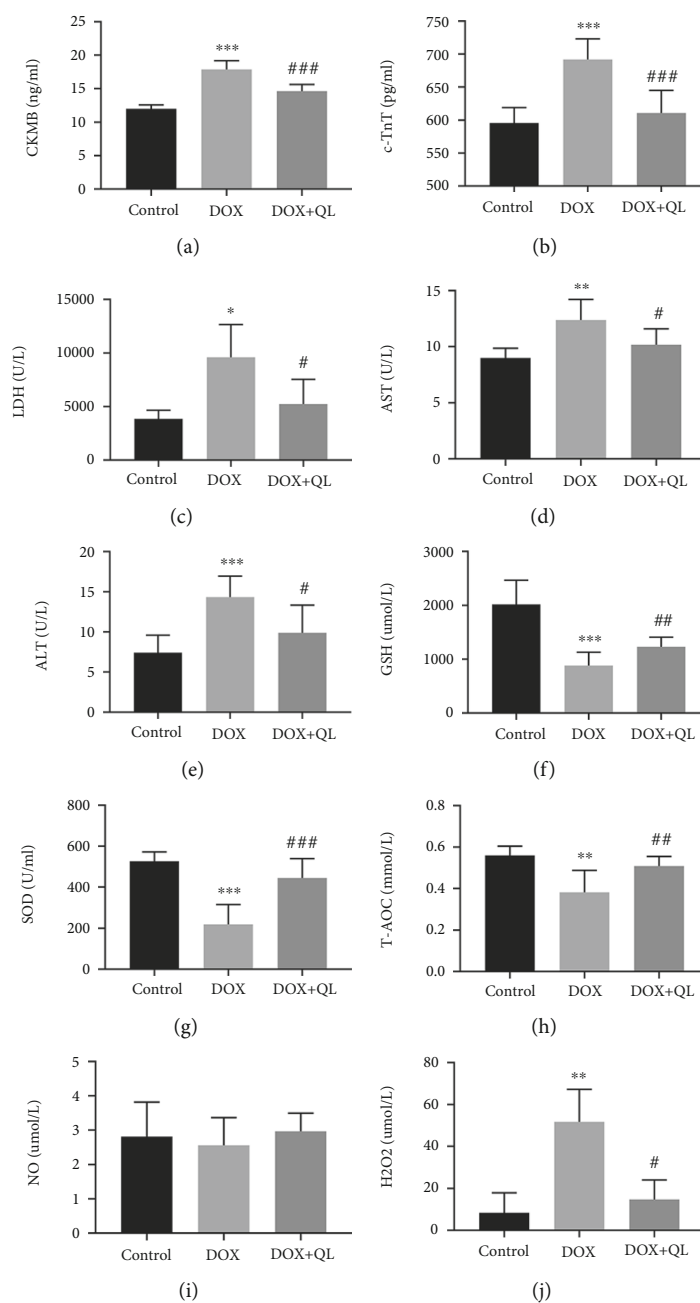 25
20
15
10
5
0
CKMB (ng/ml)
***
###
Control DOX DOX+QL
(a)
750
700
650
600
550
500
c-TnT (pg/ml)
***
###
Control DOX DOX+QL
(b)
15000
10000
5000
0
LDH (U/L)
*
#
Control DOX DOX+QL
(c)
15
10
5
0
AST (U/L)
**
#
Control DOX DOX+QL
(d)
20
15
10
5
0
ALT (U/L)
***
#
Control DOX DOX+QL
(e)
3000
2000
1000
0
GSH (umol/L)
***
##
Control DOX DOX+QL
(f)
800
600
400
200
0
SOD (U/ml)
***
###
Control DOX DOX+QL
(g)
0.8
0.6
0.4
0.2
0.0
T-AOC (mmol/L)
**
##
Control DOX DOX+QL
(h)
5
4
3
2
1
0
NO (umol/L)
Control DOX DOX+QL
(i)
80
60
40
20
0
H2O2 (umol/L)
**
#
Control DOX DOX+QL
(j)